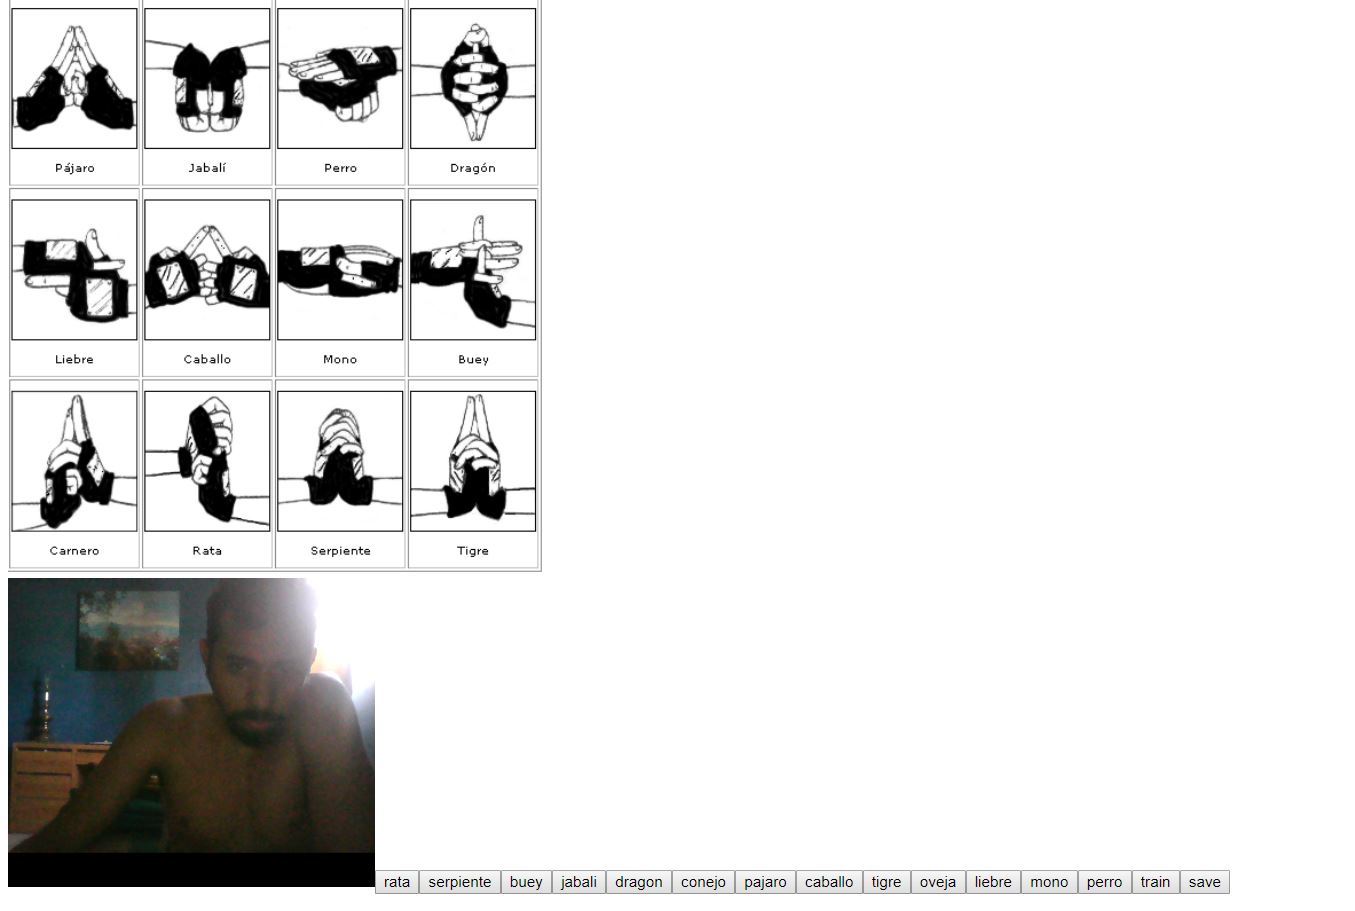 Pájaro Jabalí Perro Dragón
Liebre Caballo Mono Buey
Carnero Rata Serpiente Tigre
rata serpiente buey jabali dragon conejo pajaro caballo tigre oveja liebre mono perro train save